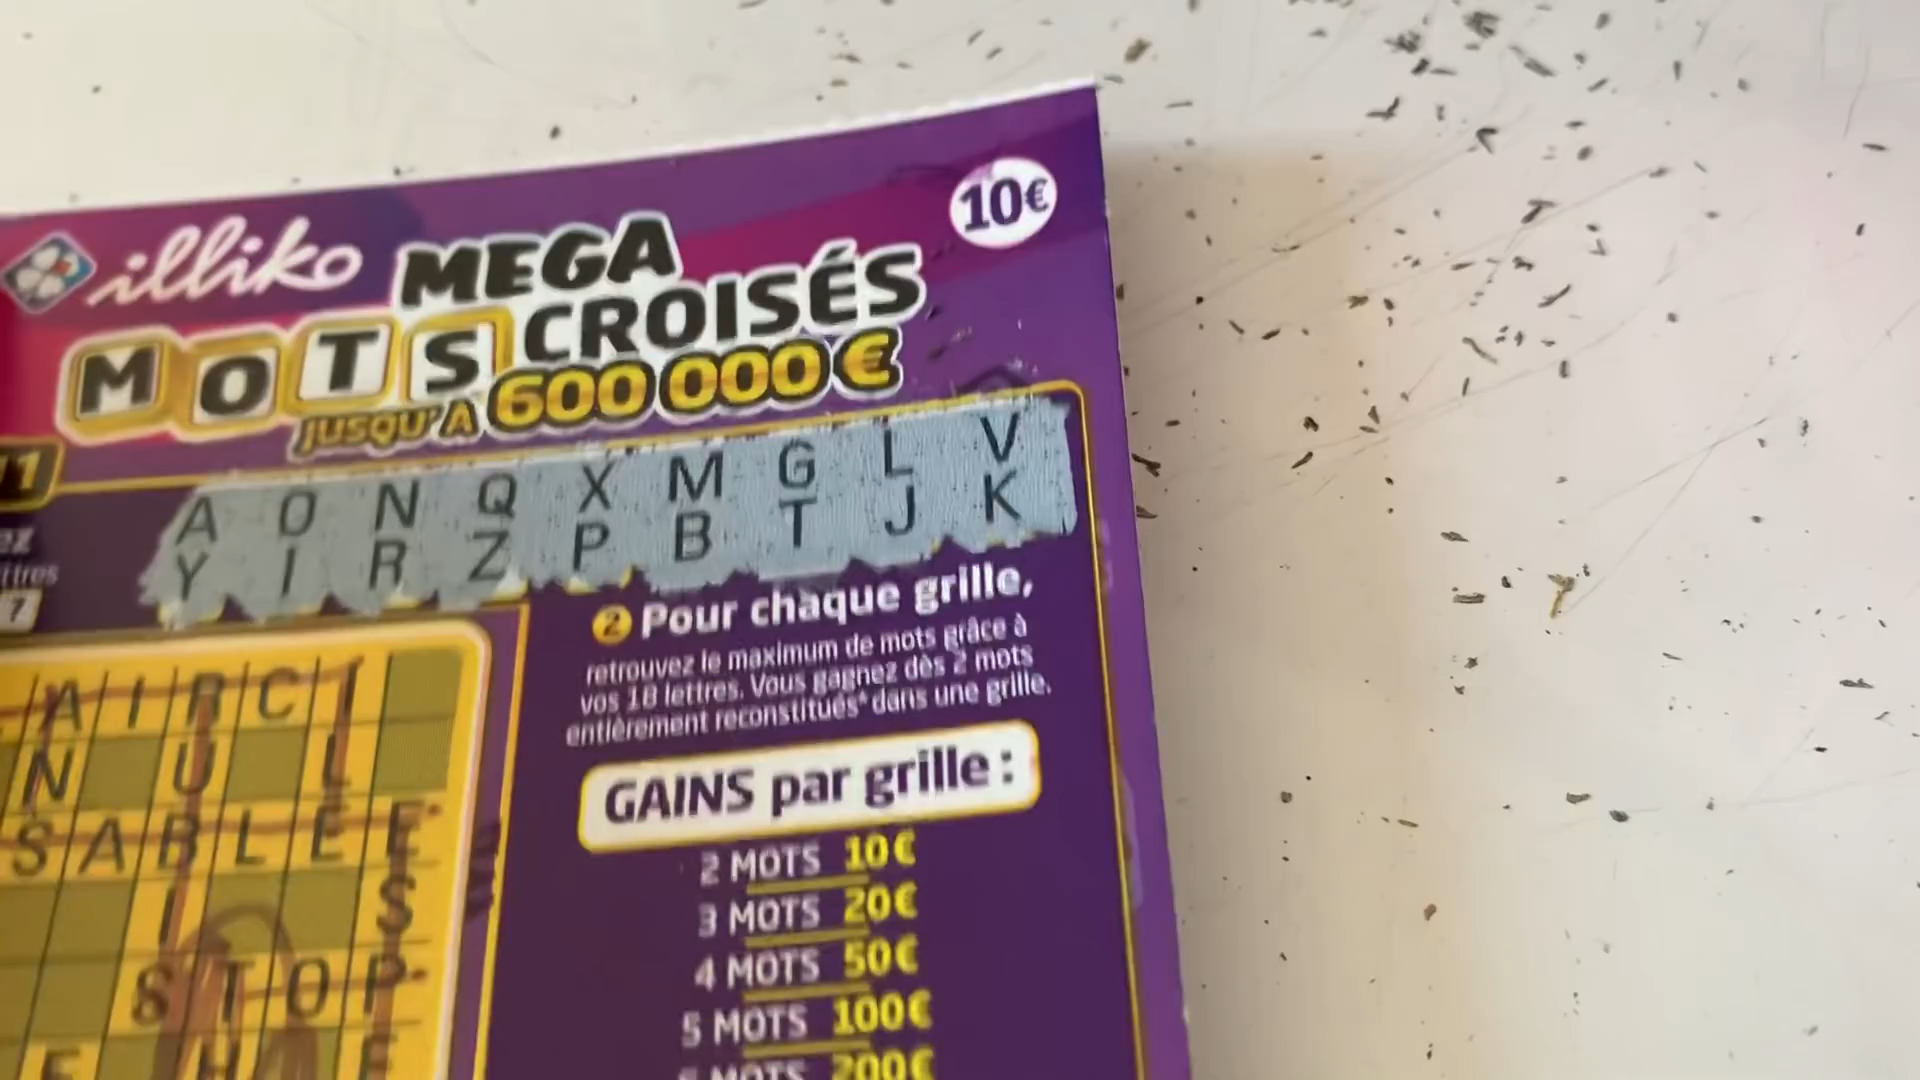 illiko MEGA
10€
MOTS CROISÉS
JUSQU'À 600 000 €
A O N Q X M G L V
Y I R Z P B T J K
?
2 Pour chaque grille,
retrouvez le maximum de mots grâce à
vos 18 lettres. Vous gagnez dès 2 mots
entièrement reconstitués* dans une grille.
GAINS par grille :
2 MOTS 10€
3 MOTS 20€
4 MOTS 50€
5 MOTS 100€
MOTS 200€
A I R C
N U L
S A B L E E
I S
S T O P